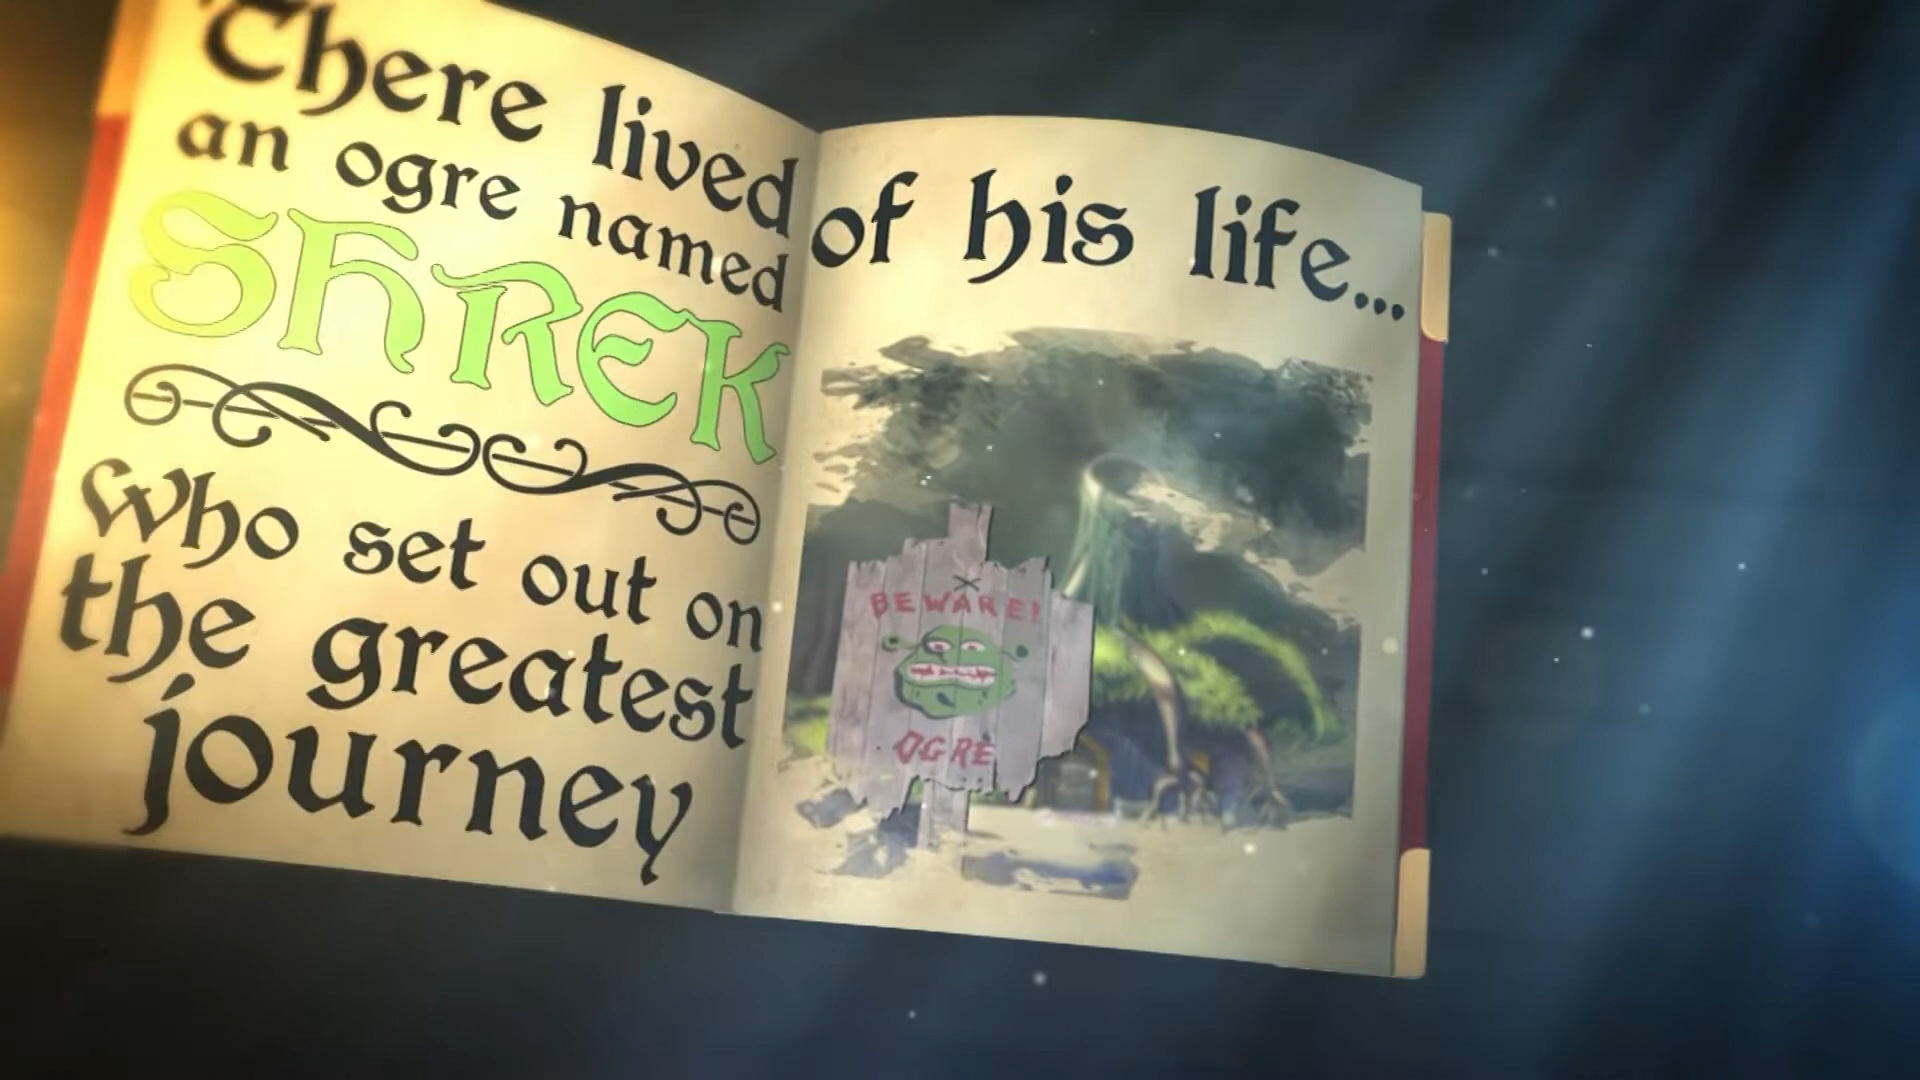 There lived
an ogre named
SHREK
Who set out on
the greatest
journey
of his life...
BEWARE!
OGRE